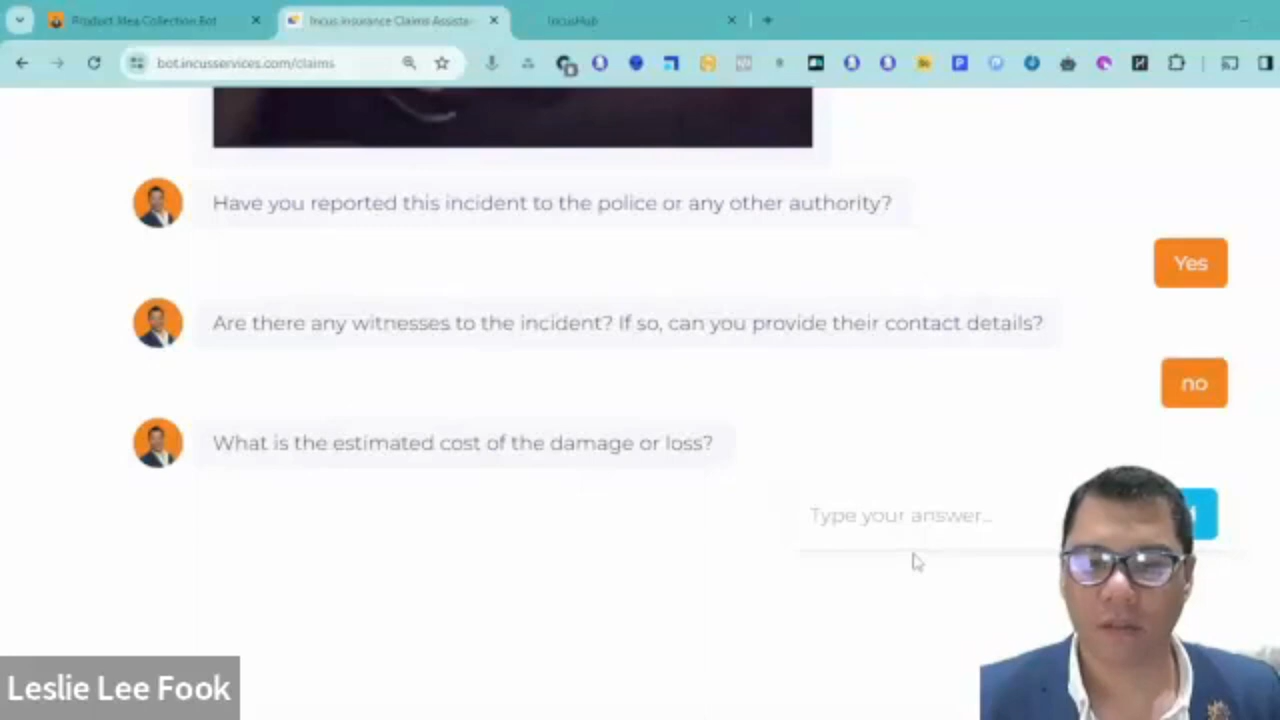 Product Idea Collection Bot
Incus Insurance Claims Assista
IncusHub
bot.incusservices.com/claims
Have you reported this incident to the police or any other authority?
Yes
Are there any witnesses to the incident? If so, can you provide their contact details?
no
What is the estimated cost of the damage or loss?
Type your answer...
Leslie Lee Fook